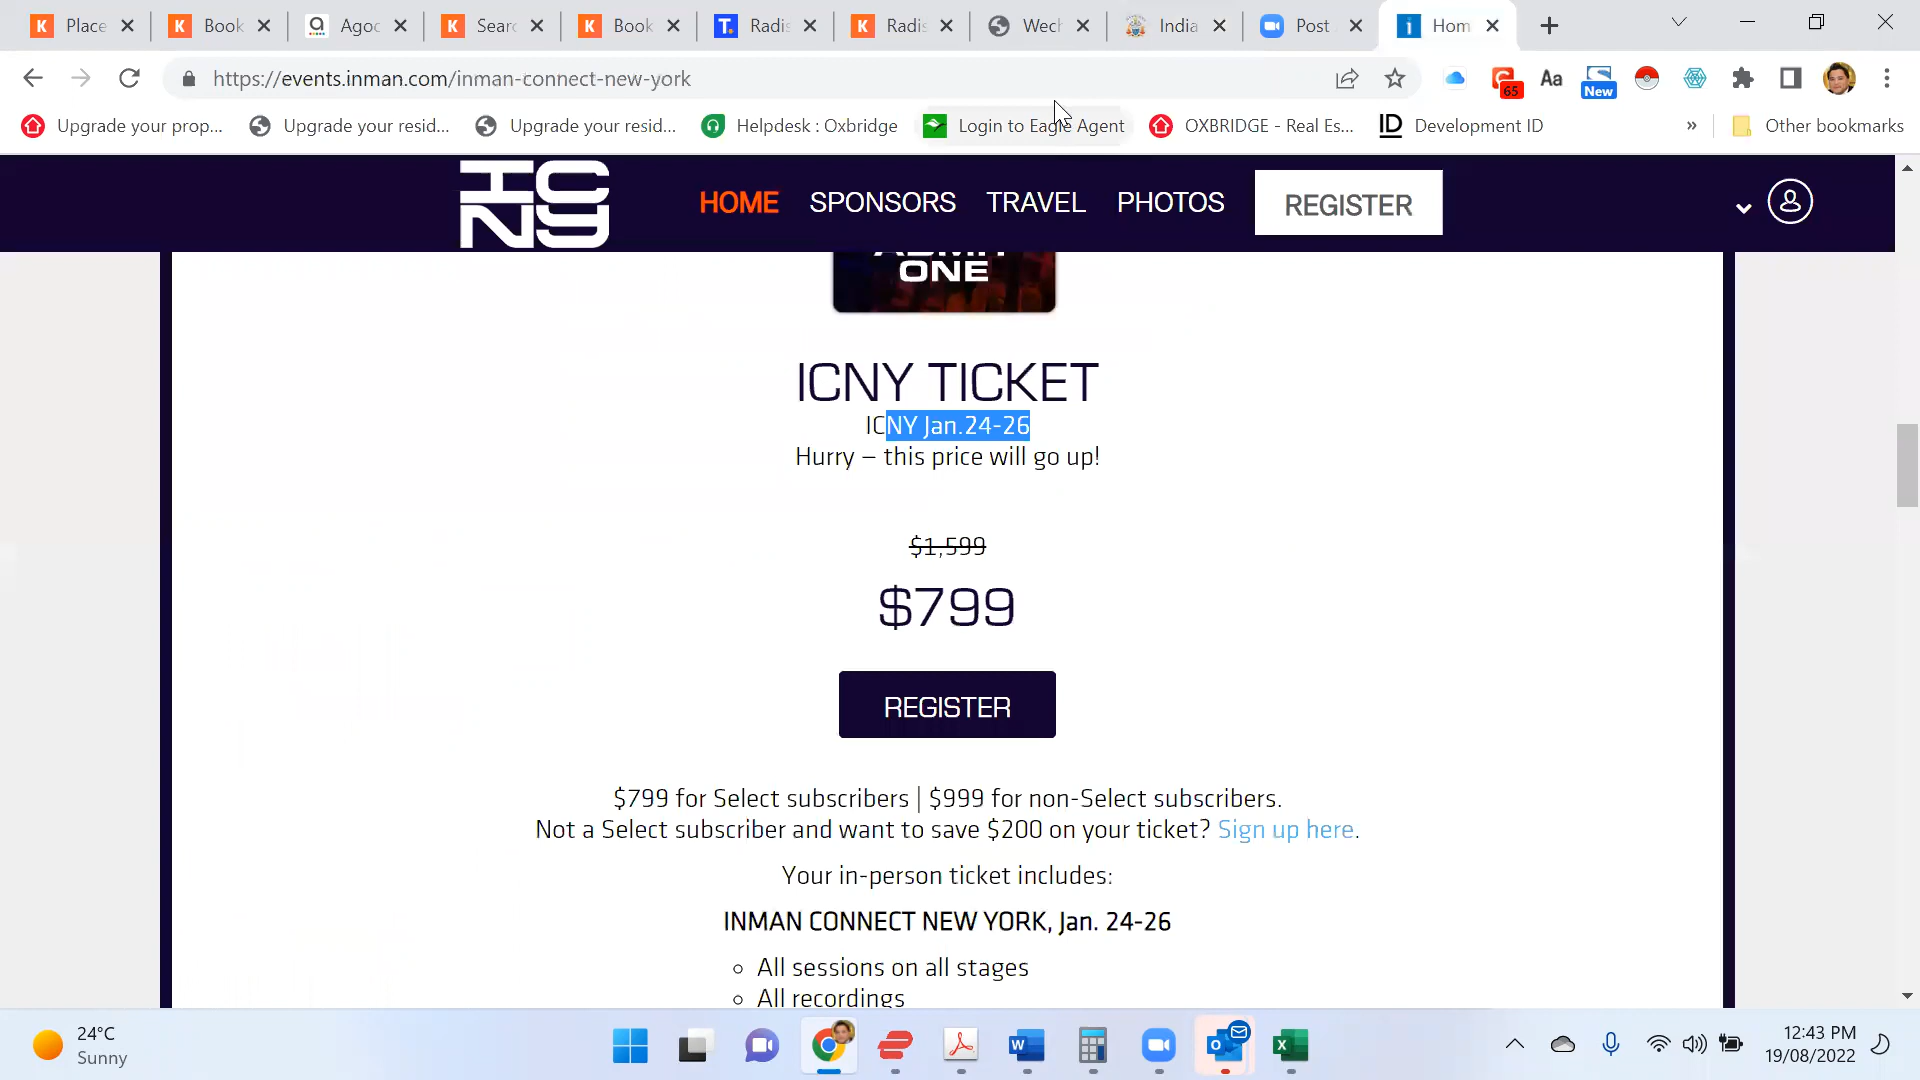 Place
Book
Agoc
Searc
Book
Radis
Radis
Wech
India
Post
Hom
https://events.inman.com/inman-connect-new-york
65
Aa
New
Upgrade your prop...
Upgrade your resid...
Upgrade your resid...
Helpdesk : Oxbridge
Login to Eagle Agent
OXBRIDGE - Real Es...
ID Development ID
»
Other bookmarks
ICNY
HOME
SPONSORS
TRAVEL
PHOTOS
REGISTER
ADMIT
ONE
ICNY TICKET
ICNY Jan.24-26
Hurry – this price will go up!
$1,599
$799
REGISTER
$799 for Select subscribers | $999 for non-Select subscribers.
Not a Select subscriber and want to save $200 on your ticket? Sign up here.
Your in-person ticket includes:
INMAN CONNECT NEW YORK, Jan. 24-26
All sessions on all stages
All recordings
24°C
Sunny
12:43 PM
19/08/2022